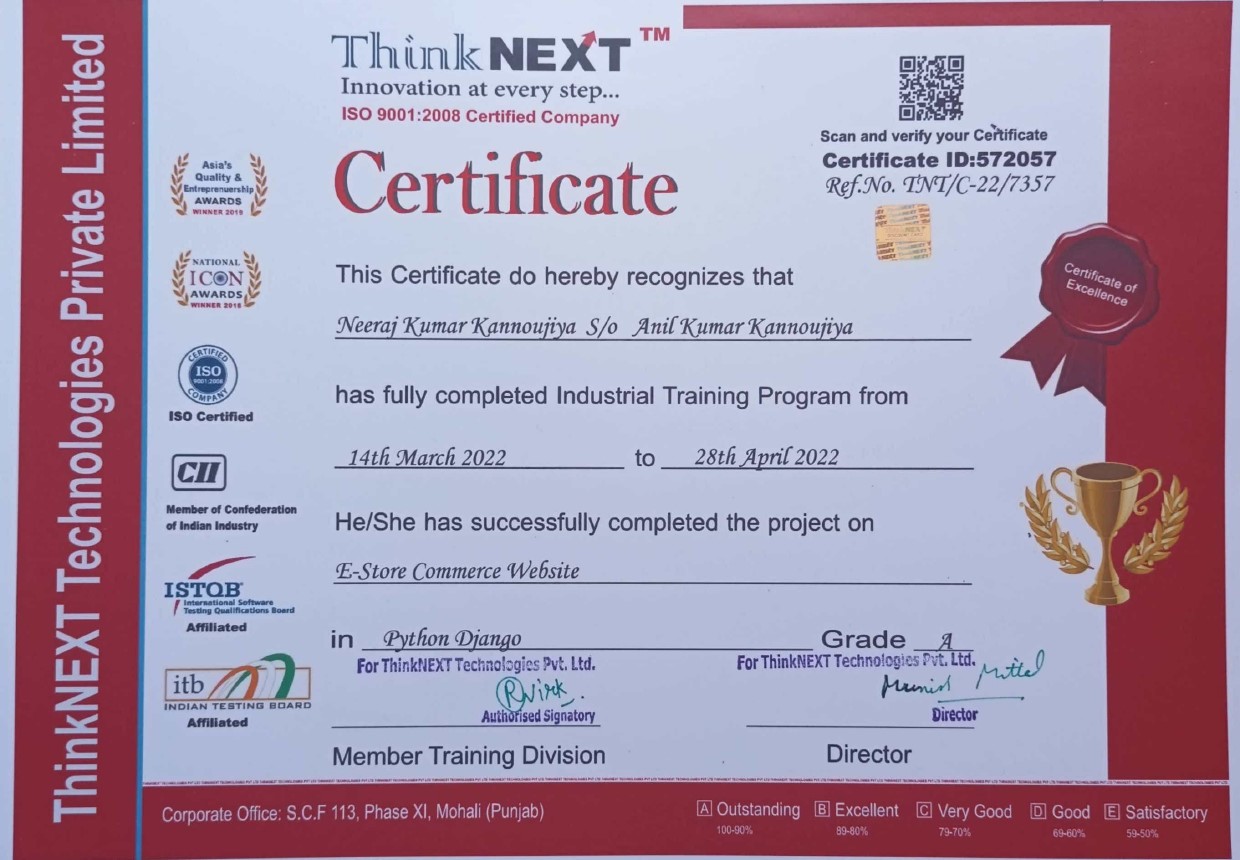 ThinkNEXT Technologies Private Limited
Think NEXT TM
Innovation at every step...
ISO 9001:2008 Certified Company
Scan and verify your Certificate
Certificate ID:572057
Ref.No. TNT/C-22/7357
Certificate
Asia's
Quality &
Entreprenuership
AWARDS
WINNER 2019
NATIONAL
ICON
AWARDS
WINNER 2018
CERTIFIED
ISO
9001:2008
COMPANY
ISO Certified
CII
Member of Confederation
of Indian Industry
ISTQB
International Software
Testing Qualifications Board
Affiliated
itb
INDIAN TESTING BOARD
Affiliated
This Certificate do hereby recognizes that
Neeraj Kumar Kannoujiya S/o Anil Kumar Kannoujiya
has fully completed Industrial Training Program from
14th March 2022 to 28th April 2022
He/She has successfully completed the project on
E-Store Commerce Website
in Python Django Grade A
For ThinkNEXT Technologies Pvt. Ltd. For ThinkNEXT Technologies Pvt. Ltd.
RVirk. Munish Mittal
Authorised Signatory Director
Member Training Division Director
Certificate of
Excellence
Corporate Office: S.C.F 113, Phase XI, Mohali (Punjab)
A Outstanding B Excellent C Very Good D Good E Satisfactory
100-90% 89-80% 79-70% 69-60% 59-50%